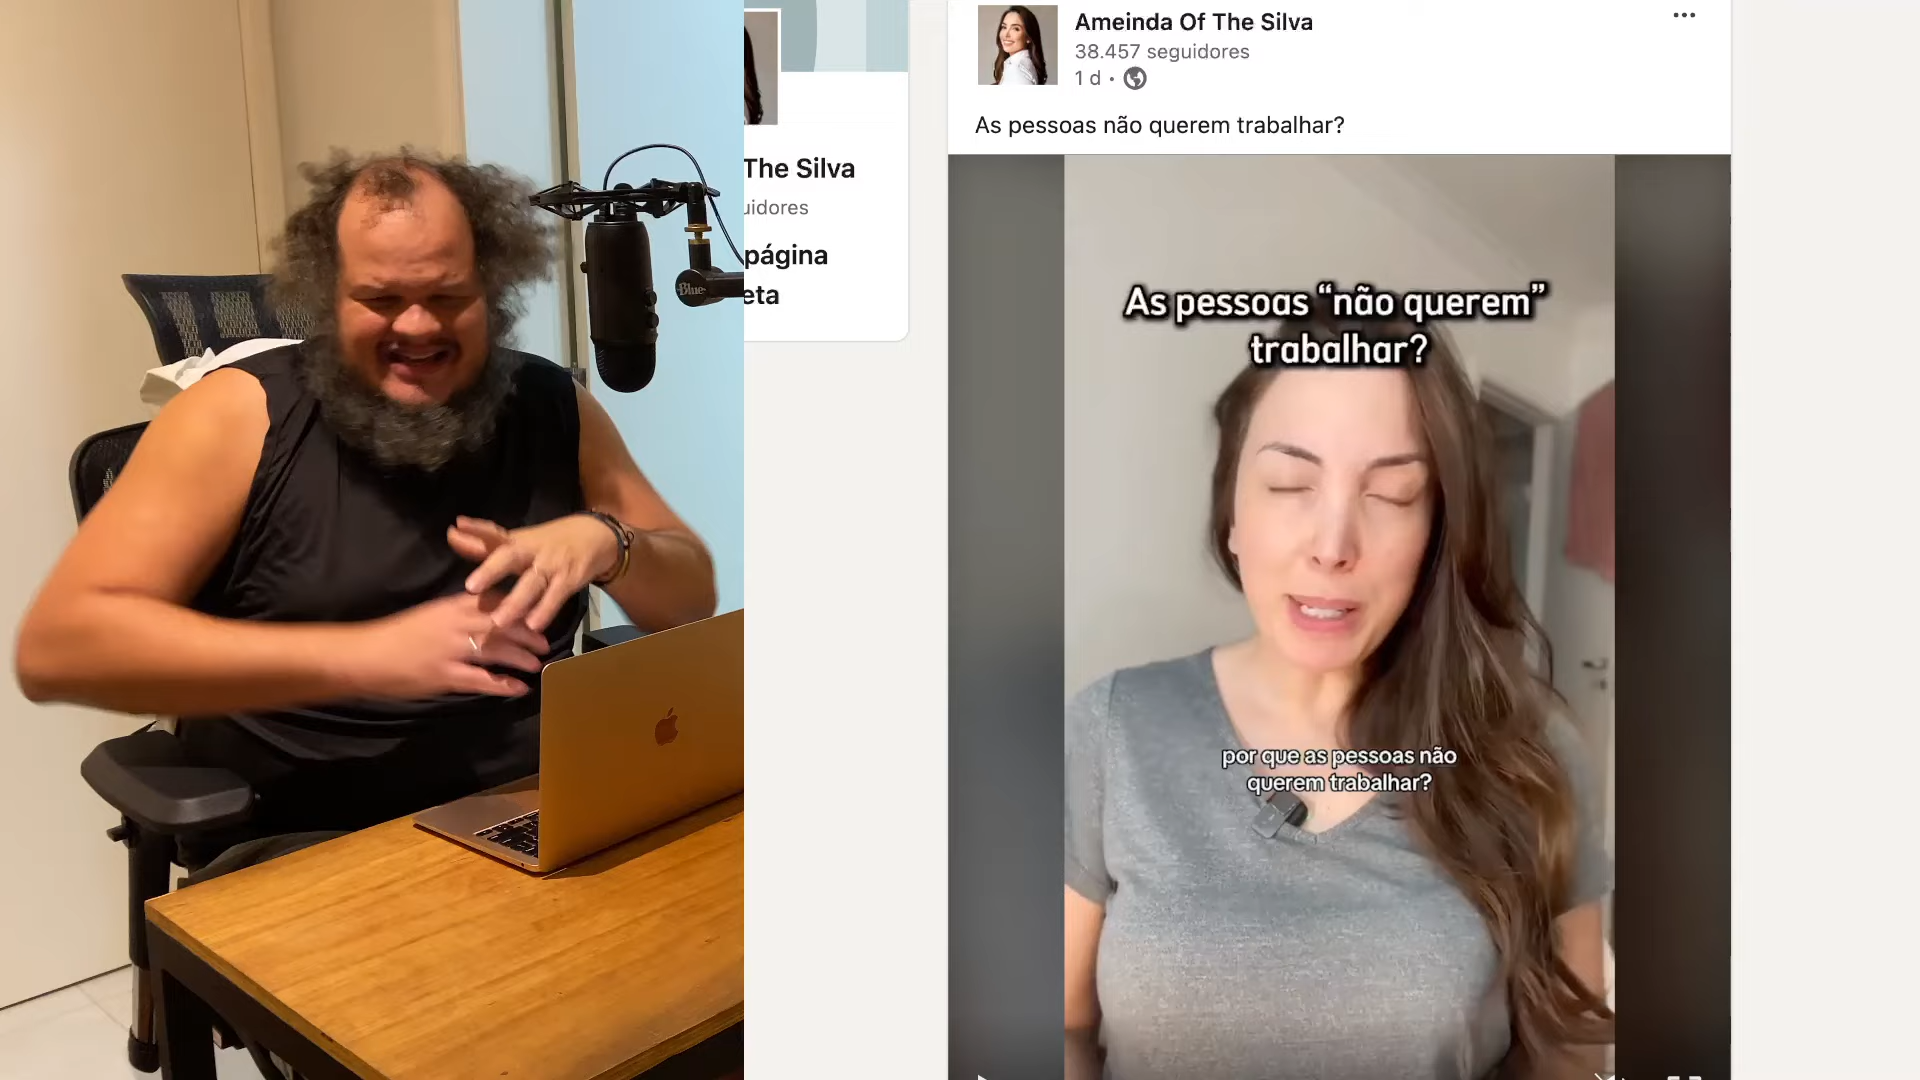 The Silva
uidores
página
eta
Blue
Ameinda Of The Silva
38.457 seguidores
1 d •
As pessoas não querem trabalhar?
As pessoas “não querem”
trabalhar?
por que as pessoas não
querem trabalhar?